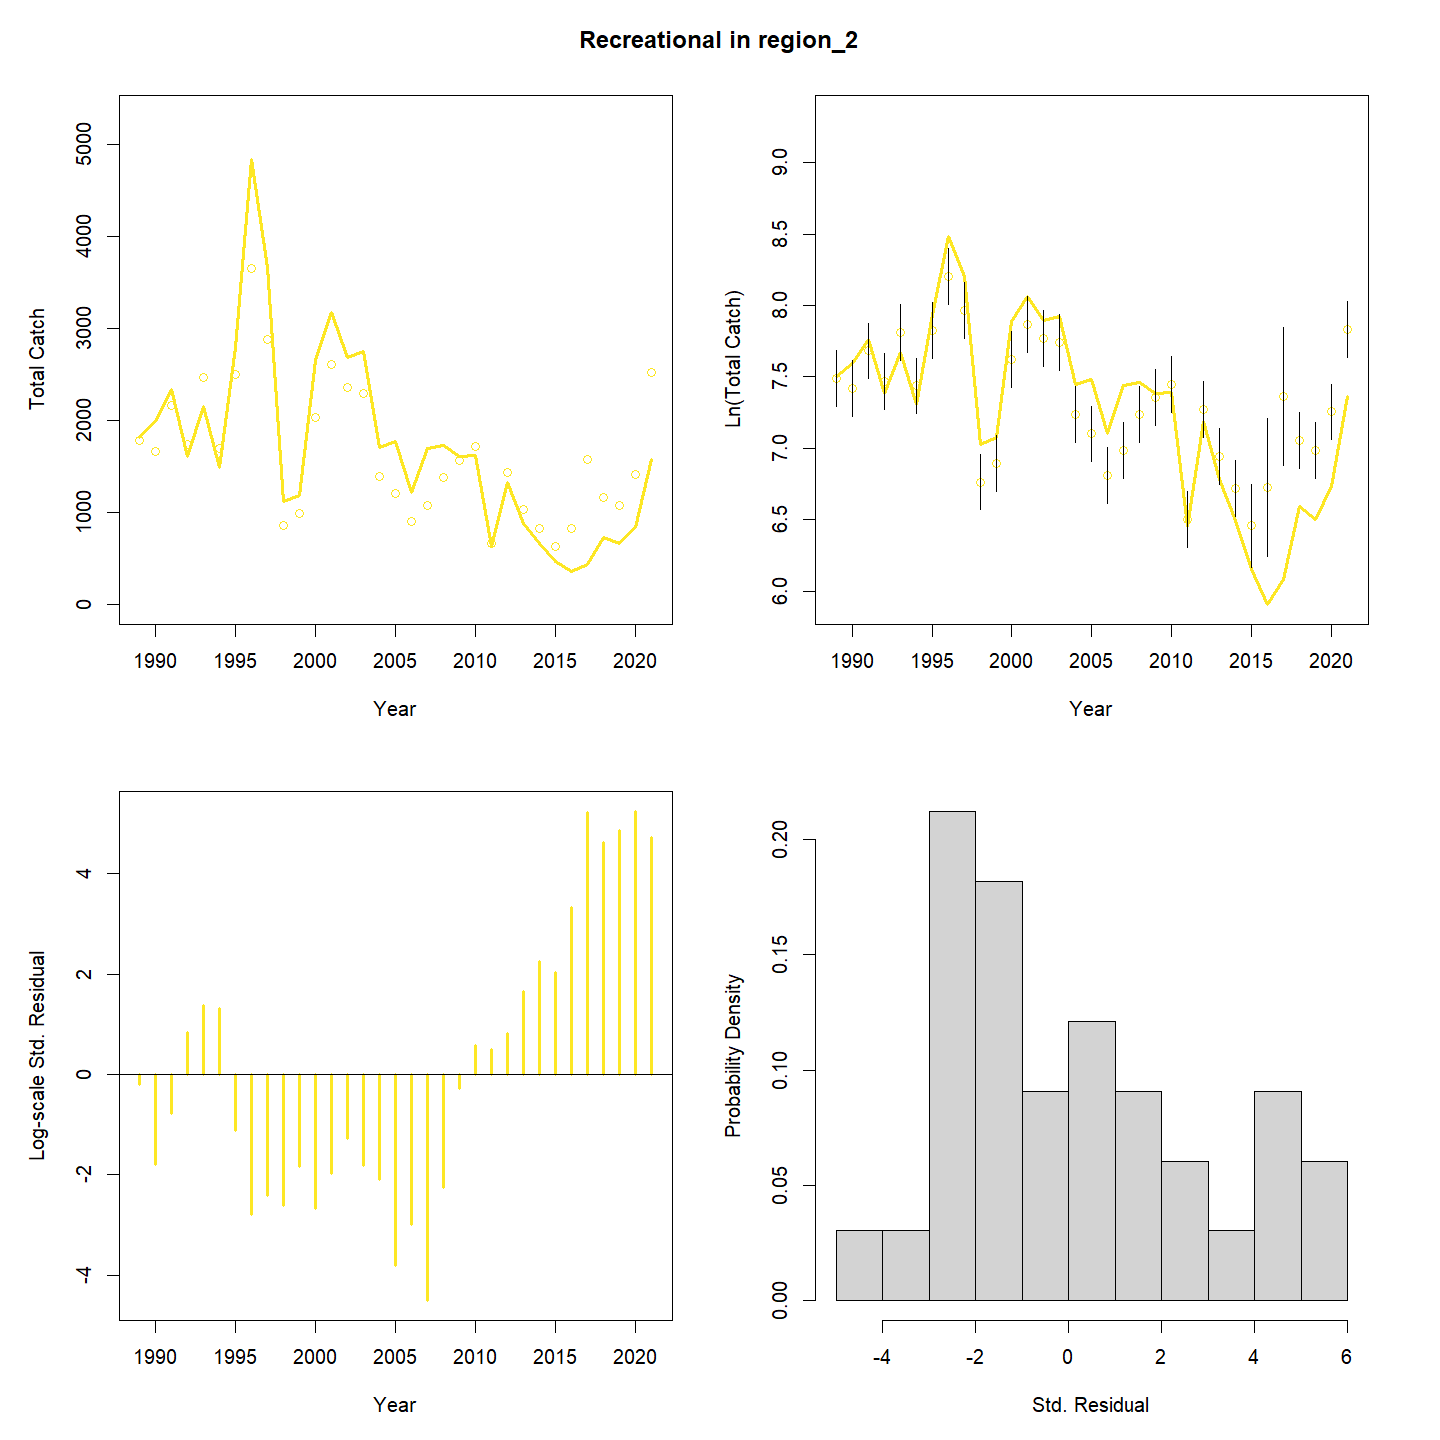 Recreational in region_2
Total Catch
5000
4000
3000
2000
1000
0
1990 1995 2000 2005 2010 2015 2020
Year
Ln(Total Catch)
9.0
8.5
8.0
7.5
7.0
6.5
6.0
1990 1995 2000 2005 2010 2015 2020
Year
Log-scale Std. Residual
4
2
0
-2
-4
1990 1995 2000 2005 2010 2015 2020
Year
Probability Density
0.20
0.15
0.10
0.05
0.00
-4 -2 0 2 4 6
Std. Residual